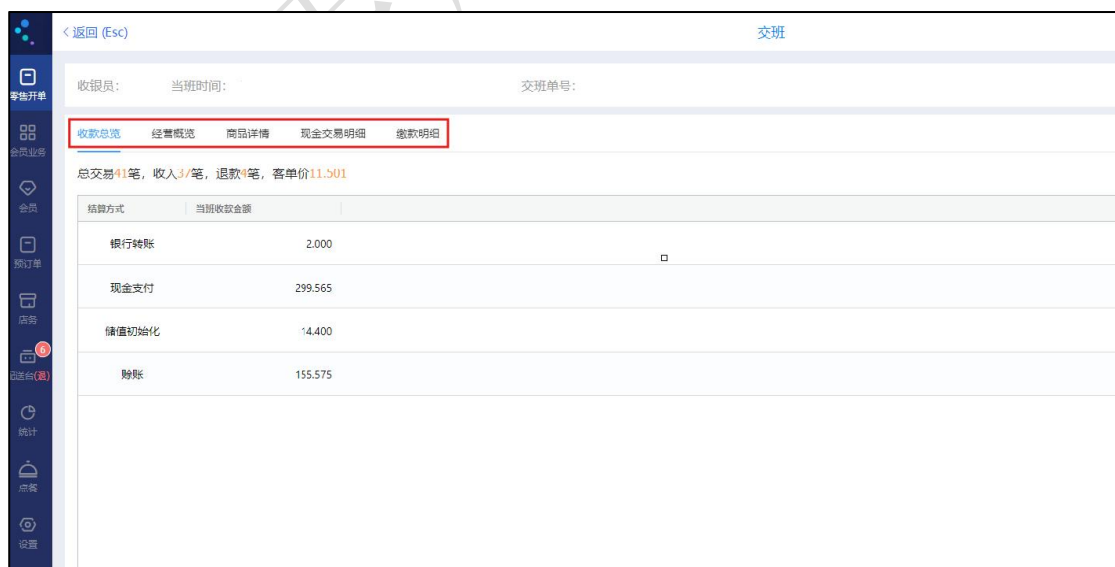 返回 (Esc)
交班
零售开单
收银员:
当班时间:
交班单号:
会员业务
收款总览 经营概览 商品详情 现金交易明细 缴款明细
总交易41笔，收入37笔，退款4笔，客单价11.501
会员
结算方式 当班收款金额
银行转账 2.000
预订单
现金支付 299.565
店务
储值初始化 14.400
6
送台(退)
赊账 155.575
统计
点餐
设置